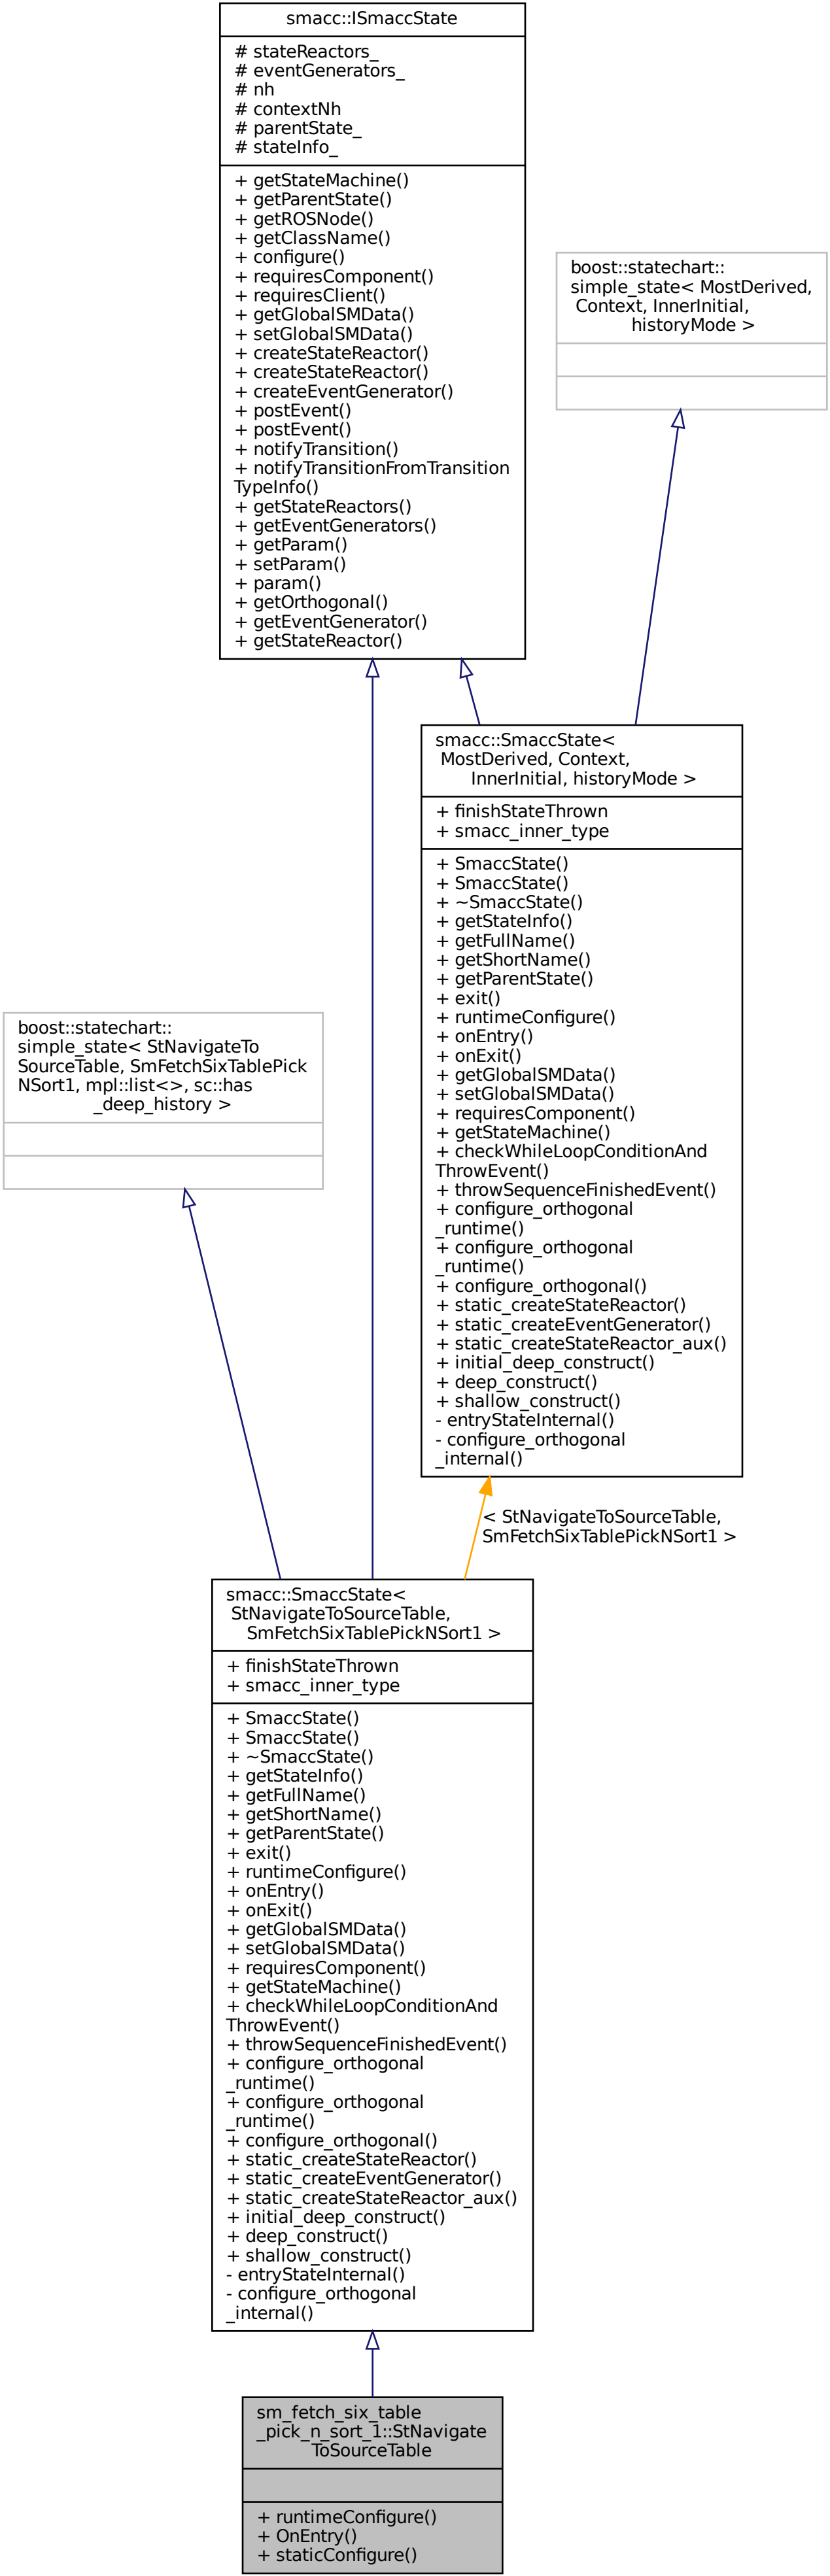 smacc::ISmaccState
# stateReactors_
# eventGenerators_
# nh
# contextNh
# parentState_
# stateInfo_
+ getStateMachine()
+ getParentState()
+ getROSNode()
+ getClassName()
+ configure()
+ requiresComponent()
+ requiresClient()
+ getGlobalSMData()
+ setGlobalSMData()
+ createStateReactor()
+ createStateReactor()
+ createEventGenerator()
+ postEvent()
+ postEvent()
+ notifyTransition()
+ notifyTransitionFromTransition
TypeInfo()
+ getStateReactors()
+ getEventGenerators()
+ getParam()
+ setParam()
+ param()
+ getOrthogonal()
+ getEventGenerator()
+ getStateReactor()
boost::statechart::
simple_state< MostDerived,
Context, InnerInitial,
historyMode >
smacc::SmaccState<
MostDerived, Context,
InnerInitial, historyMode >
+ finishStateThrown
+ smacc_inner_type
+ SmaccState()
+ SmaccState()
+ ~SmaccState()
+ getStateInfo()
+ getFullName()
+ getShortName()
+ getParentState()
+ exit()
+ runtimeConfigure()
+ onEntry()
+ onExit()
+ getGlobalSMData()
+ setGlobalSMData()
+ requiresComponent()
+ getStateMachine()
+ checkWhileLoopConditionAnd
ThrowEvent()
+ throwSequenceFinishedEvent()
+ configure_orthogonal
_runtime()
+ configure_orthogonal
_runtime()
+ configure_orthogonal()
+ static_createStateReactor()
+ static_createEventGenerator()
+ static_createStateReactor_aux()
+ initial_deep_construct()
+ deep_construct()
+ shallow_construct()
- entryStateInternal()
- configure_orthogonal
_internal()
boost::statechart::
simple_state< StNavigateTo
SourceTable, SmFetchSixTablePick
NSort1, mpl::list<>, sc::has
_deep_history >
< StNavigateToSourceTable,
SmFetchSixTablePickNSort1 >
smacc::SmaccState<
StNavigateToSourceTable,
SmFetchSixTablePickNSort1 >
+ finishStateThrown
+ smacc_inner_type
+ SmaccState()
+ SmaccState()
+ ~SmaccState()
+ getStateInfo()
+ getFullName()
+ getShortName()
+ getParentState()
+ exit()
+ runtimeConfigure()
+ onEntry()
+ onExit()
+ getGlobalSMData()
+ setGlobalSMData()
+ requiresComponent()
+ getStateMachine()
+ checkWhileLoopConditionAnd
ThrowEvent()
+ throwSequenceFinishedEvent()
+ configure_orthogonal
_runtime()
+ configure_orthogonal
_runtime()
+ configure_orthogonal()
+ static_createStateReactor()
+ static_createEventGenerator()
+ static_createStateReactor_aux()
+ initial_deep_construct()
+ deep_construct()
+ shallow_construct()
- entryStateInternal()
- configure_orthogonal
_internal()
sm_fetch_six_table
_pick_n_sort_1::StNavigate
ToSourceTable
+ runtimeConfigure()
+ OnEntry()
+ staticConfigure()